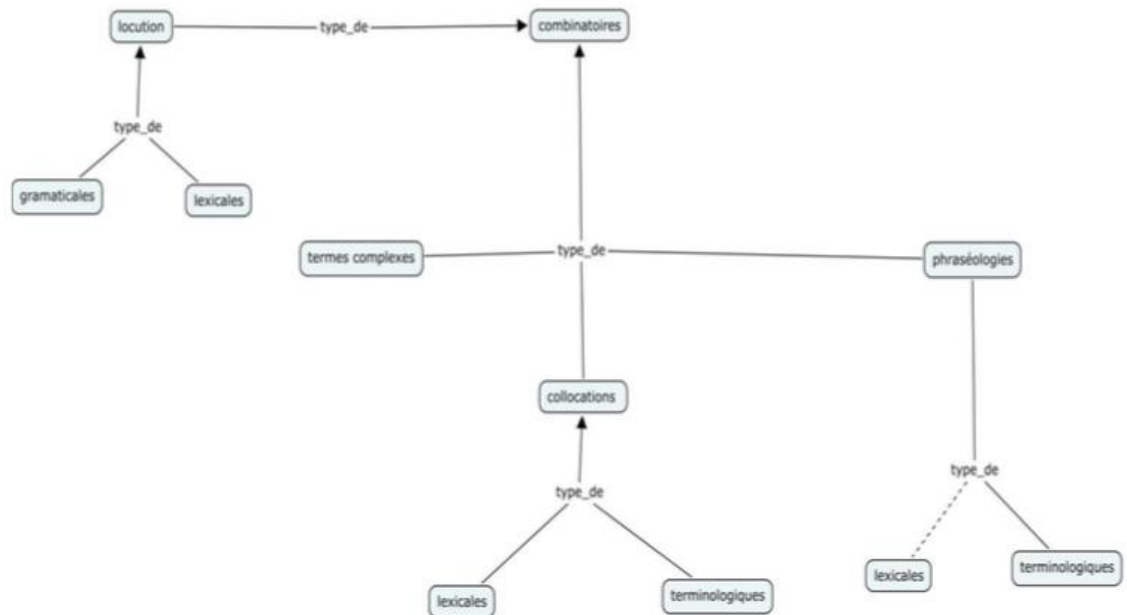 locution
type_de
combinatoires
type_de
gramaticales
lexicales
termes complexes
type_de
phraséologies
collocations
type_de
type_de
lexicales
terminologiques
lexicales
terminologiques